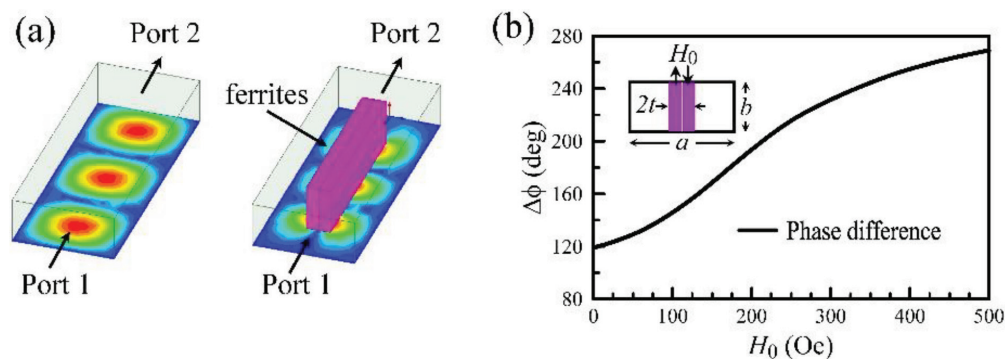 (a)
Port 2
Port 2
ferrites
Port 1
Port 1
(b)
280
240
200
160
120
80
Δϕ (deg)
H0
2t
b
a
Phase difference
0
100
200
300
400
500
H0 (Oc)